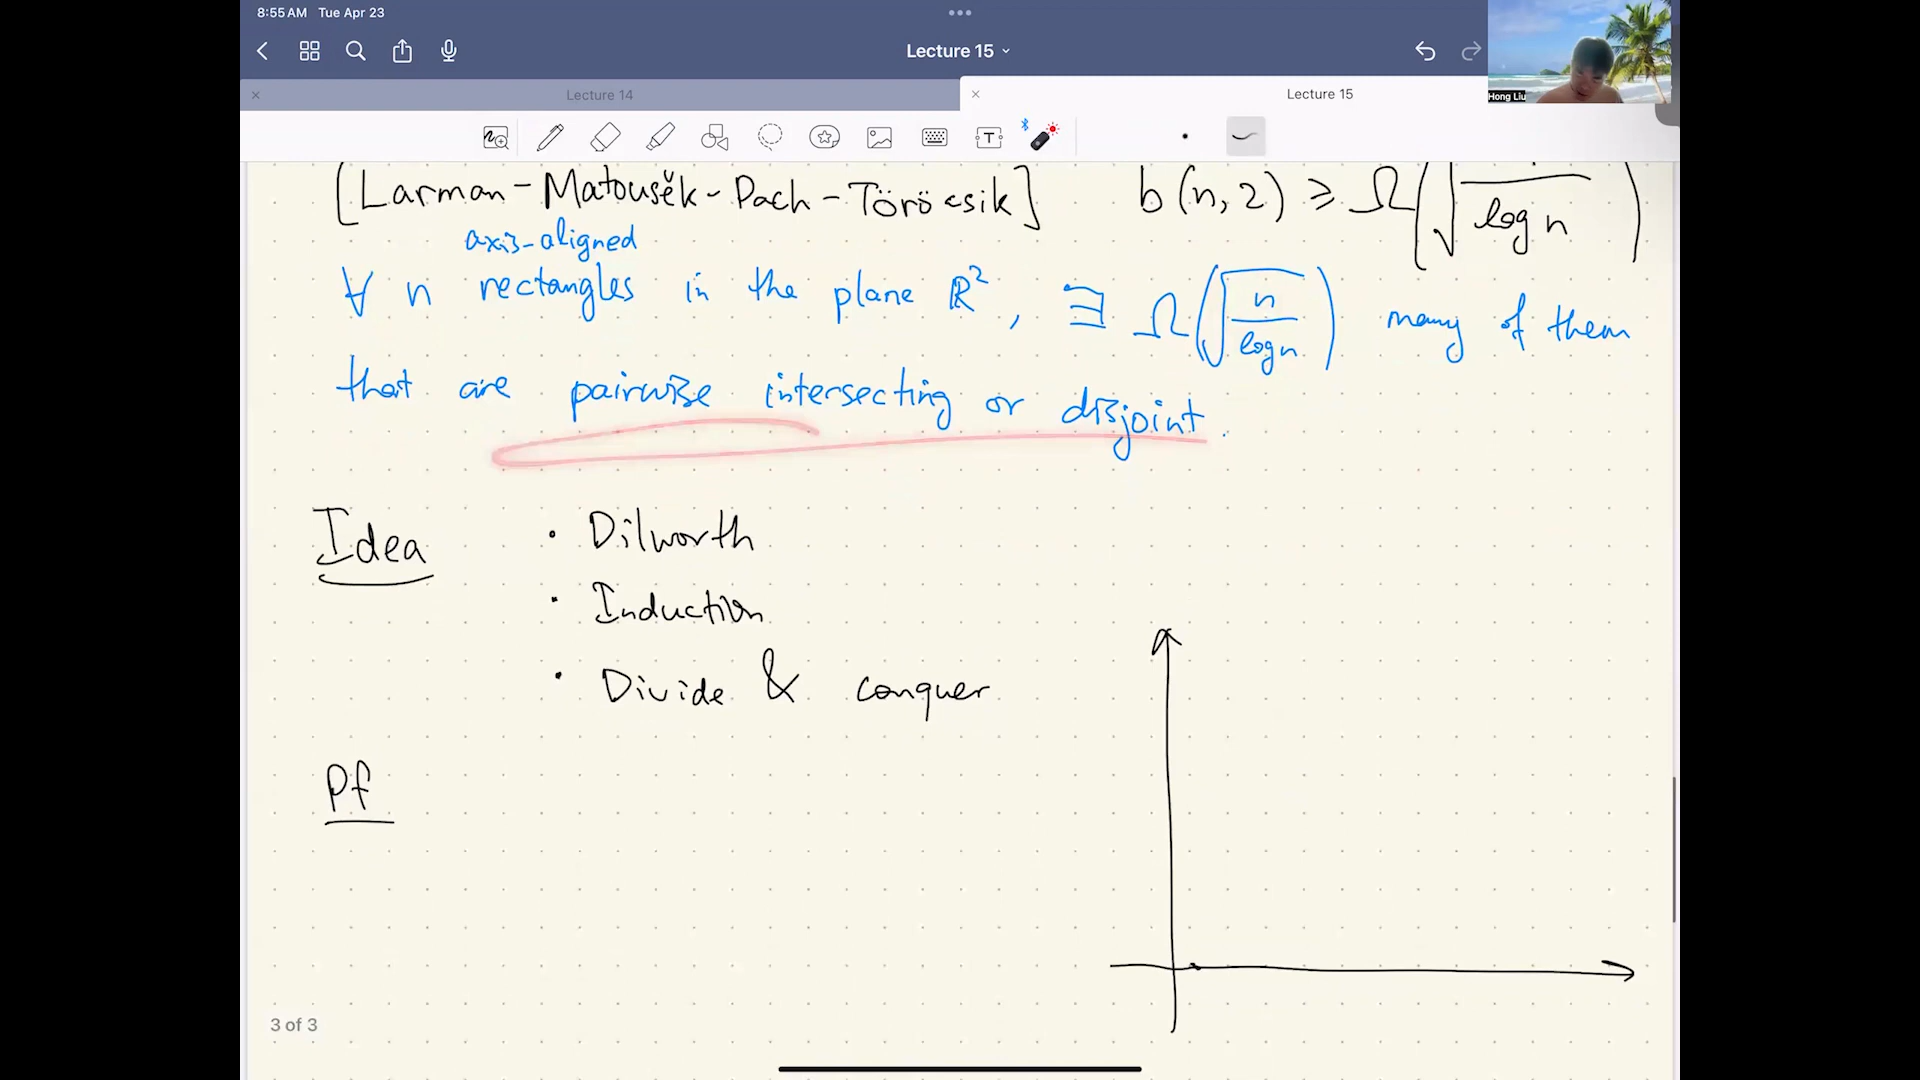 8:55 AM Tue Apr 23
Lecture 15
Lecture 14
Lecture 15
Hong Liu
[Larman-Matousěk-Pach-Töröcsik] b(n,2) ≥ Ω(√(/log n))
axis-aligned
∀ n rectangles in the plane ℝ², ∃ Ω(√(n/log n)) many of them
that are pairwise intersecting or disjoint.
Idea
· Dilworth
· Induction
· Divide & conquer
Pf
3 of 3